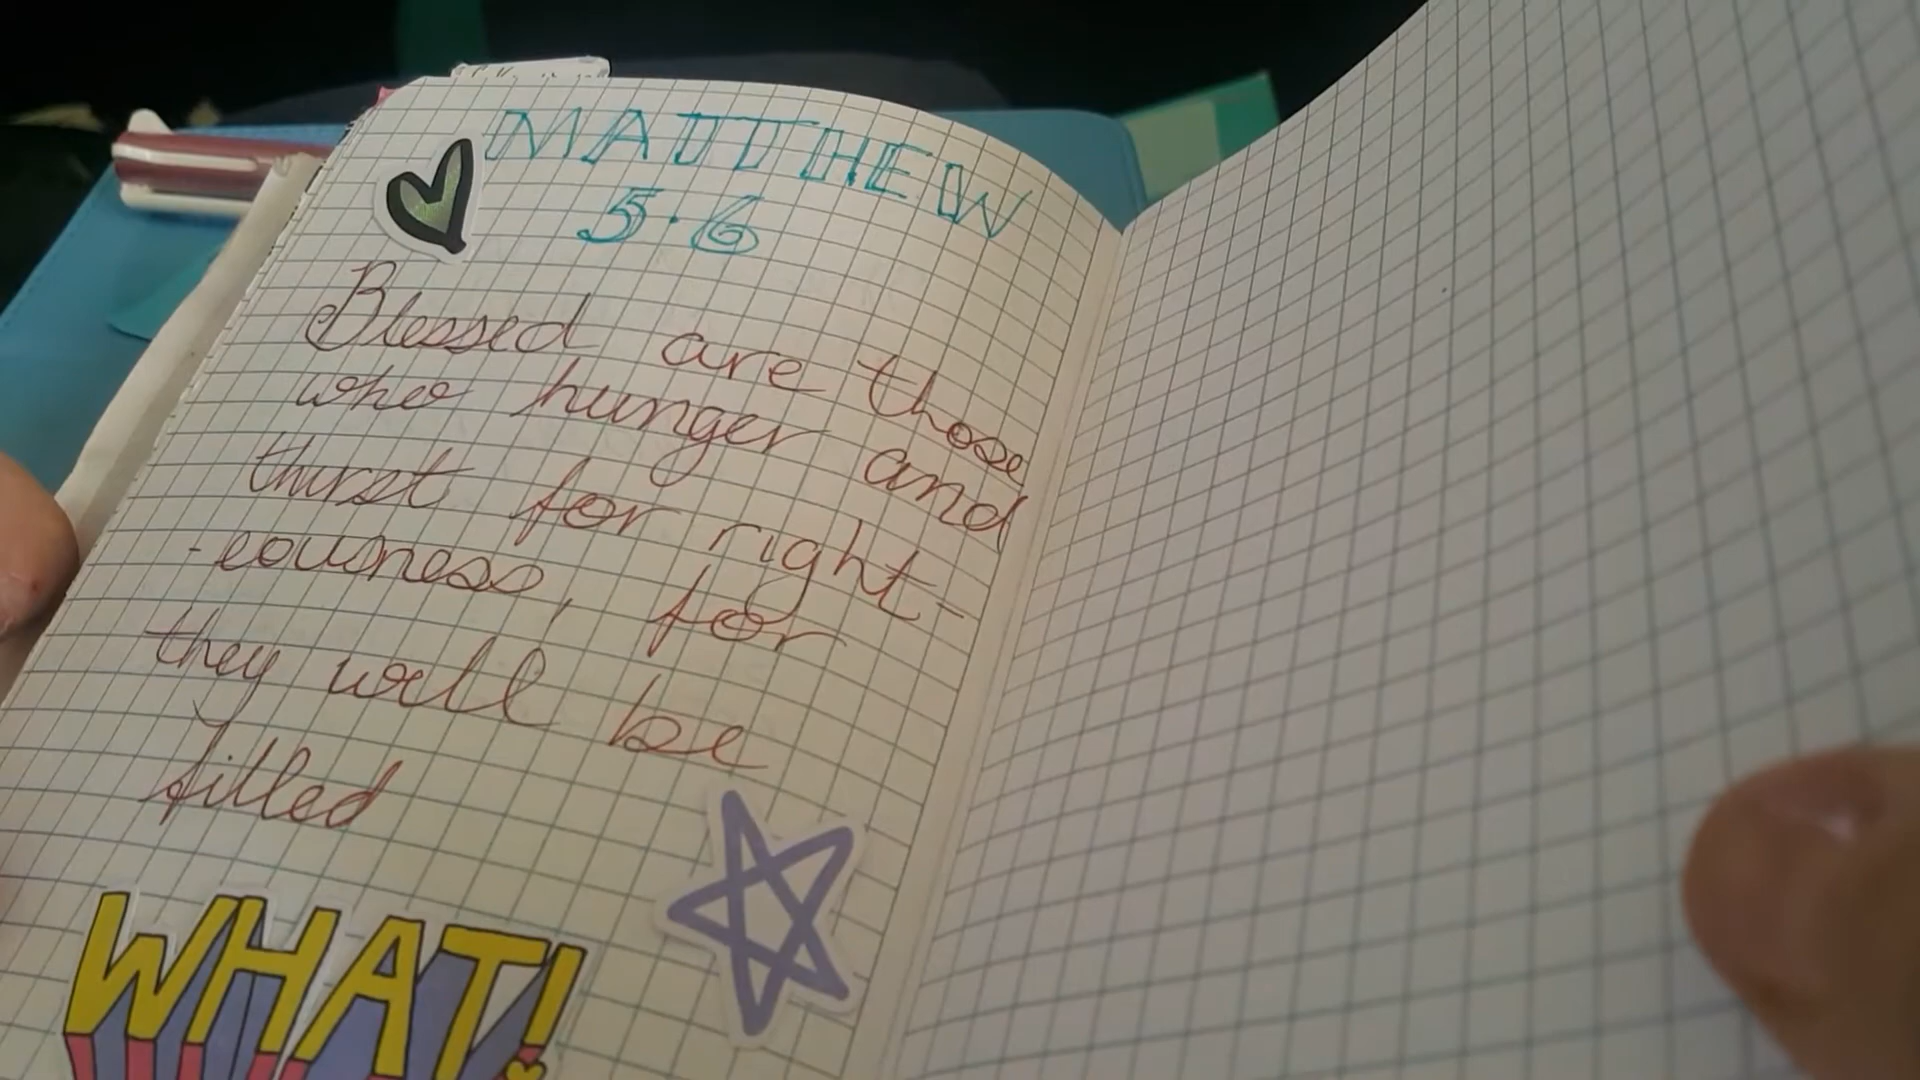 MATTHEW
5.6
Blessed are those
who hunger and
thirst for right-
-eousness, for
they will be
filled
WHAT!